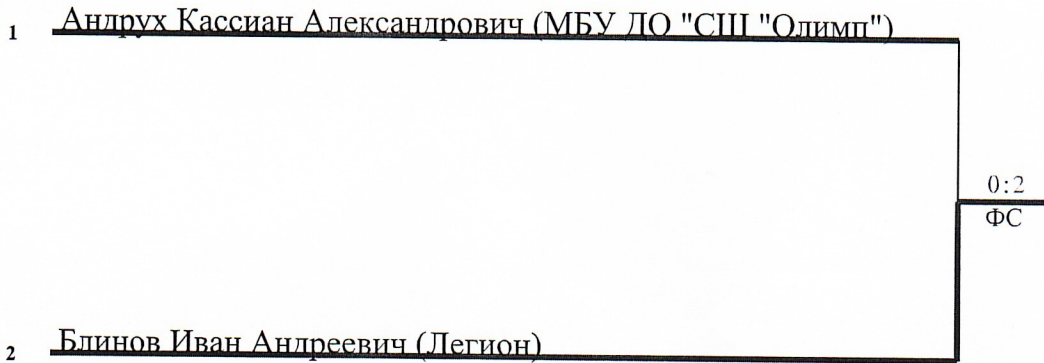 1 Андрух Кассиан Александрович (МБУ ДО "СШ "Олимп")
0:2
ФС
2 Блинов Иван Андреевич (Легион)